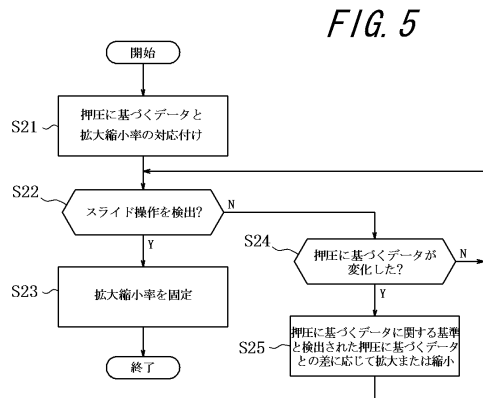 FIG. 5
開始
S21
押圧に基づくデータと
拡大縮小率の対応付け
S22
スライド操作を検出?
N
Y
S24
押圧に基づくデータが
変化した?
N
Y
S23
拡大縮小率を固定
S25
押圧に基づくデータに関する基準
と検出された押圧に基づくデータ
との差に応じて拡大または縮小
終了